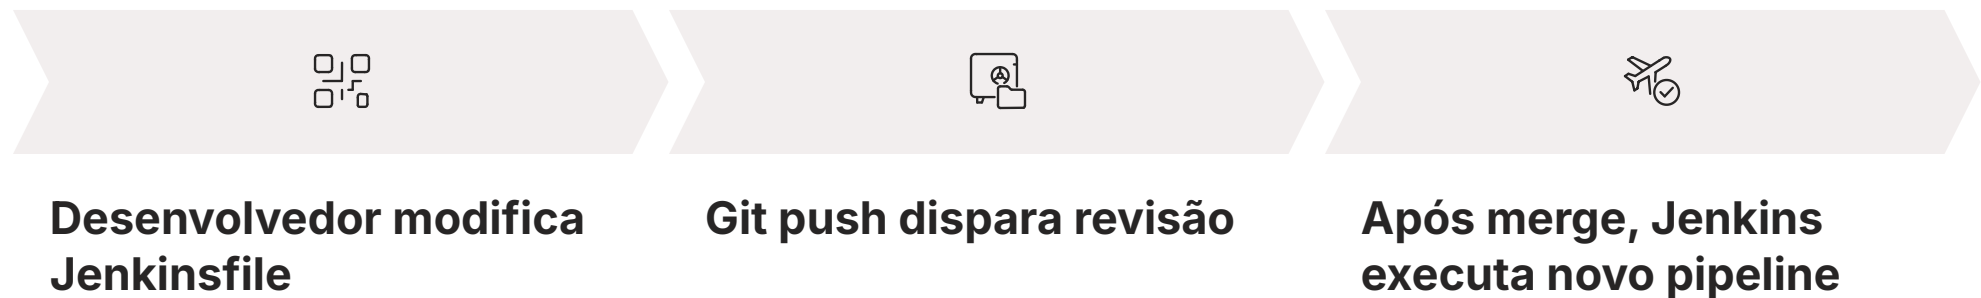 Desenvolvedor modifica
Jenkinsfile
Git push dispara revisão
Após merge, Jenkins
executa novo pipeline